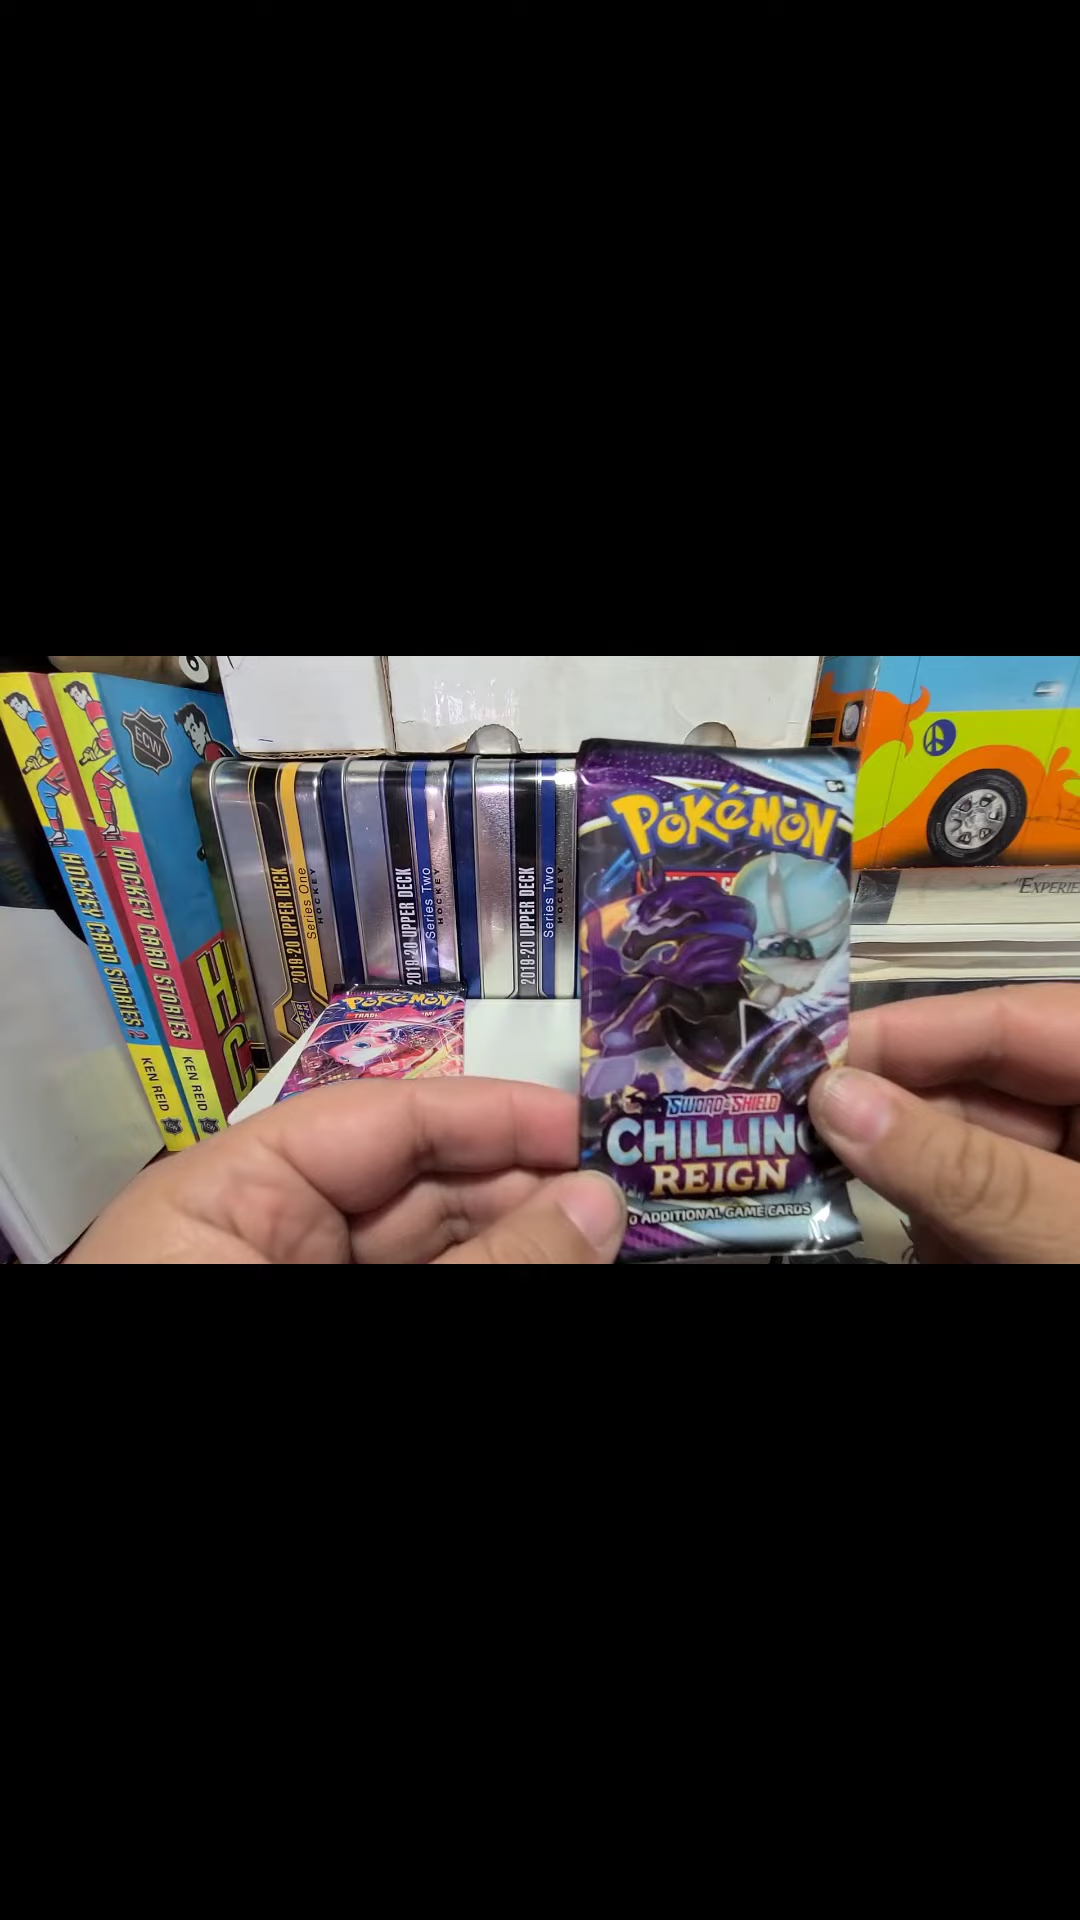 HOCKEY CARD STORIES 2 KEN REID
HOCKEY CARD STORIES KEN REID
ECW
2019-20 UPPER DECK
Series One
HOCKEY
2019-20 UPPER DECK
Series Two
HOCKEY
2019-20 UPPER DECK
Series Two
HOCKEY
POKéMON
"EXPERIE
POKéMON
SWORD & SHIELD
CHILLIN
REIGN
0 ADDITIONAL GAME CARDS